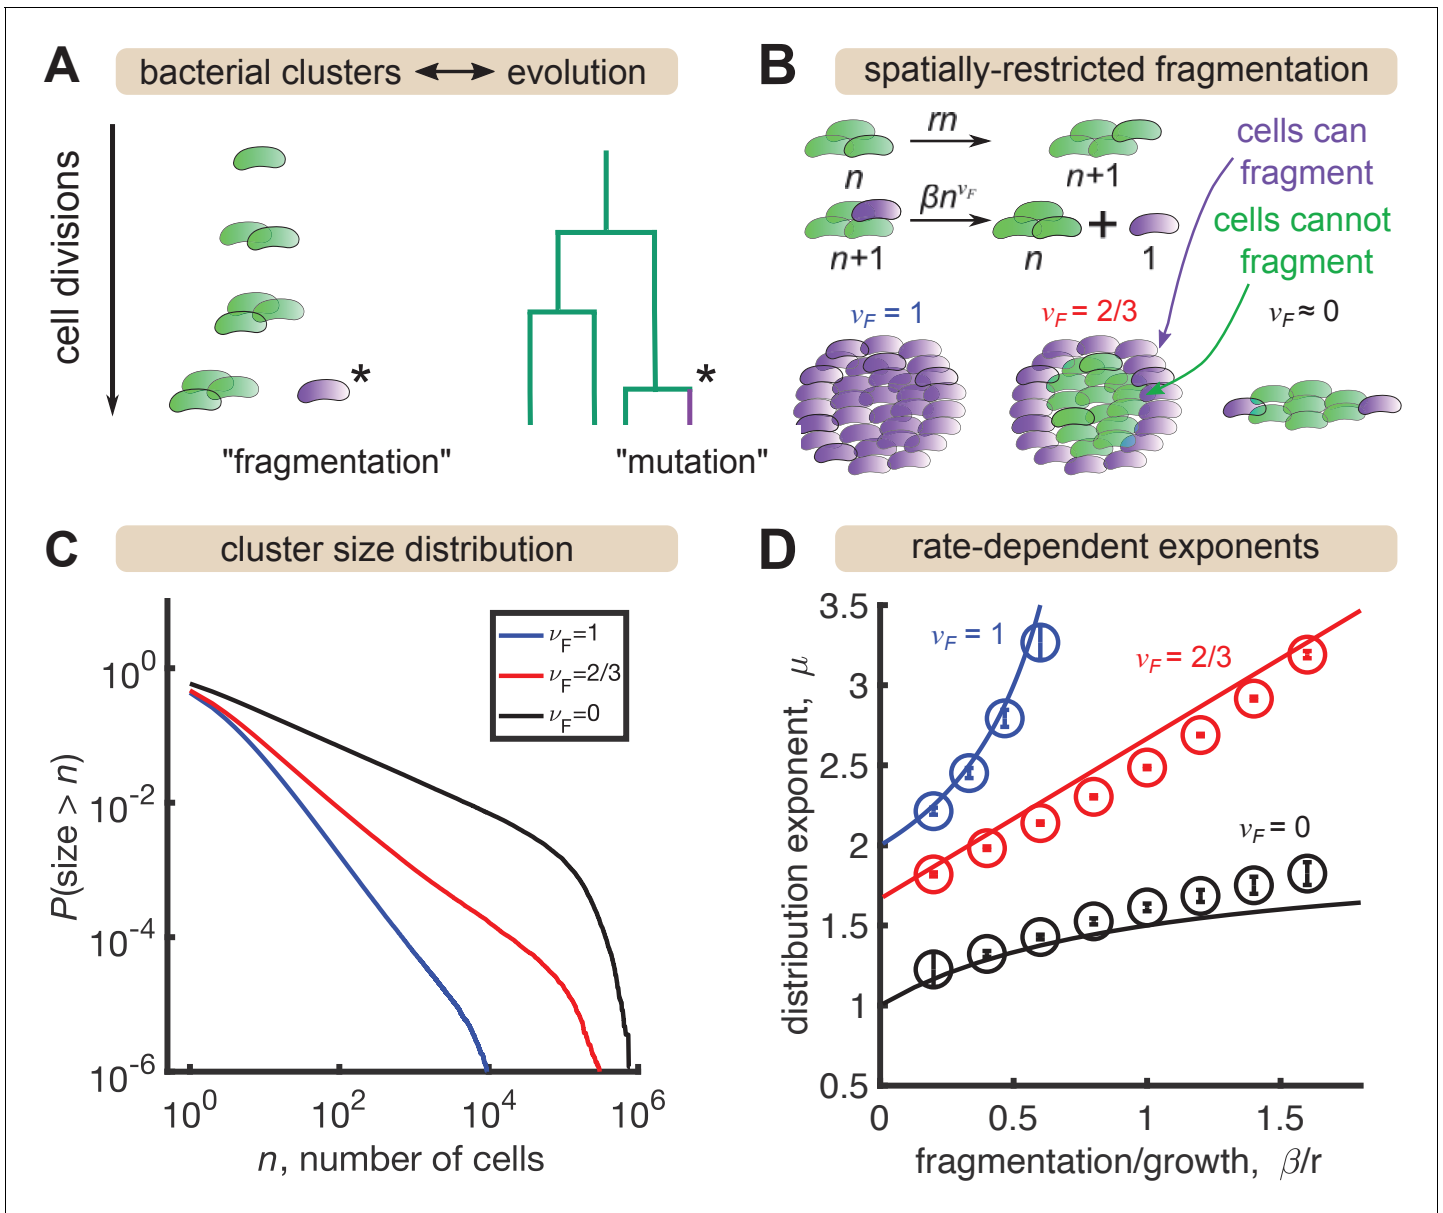 A
bacterial clusters ⟷ evolution
cell divisions
*
*
"fragmentation"
"mutation"
B
spatially-restricted fragmentation
rn
n
n+1
βn^νF
n+1
n
+
1
cells can
fragment
cells cannot
fragment
νF = 1
νF = 2/3
νF ≈ 0
C
cluster size distribution
νF=1
νF=2/3
νF=0
P(size > n)
10^0
10^-2
10^-4
10^-6
10^0
10^2
10^4
10^6
n, number of cells
D
rate-dependent exponents
distribution exponent, μ
3.5
3
2.5
2
1.5
1
0.5
νF = 1
νF = 2/3
νF = 0
0
0.5
1
1.5
fragmentation/growth, β/r